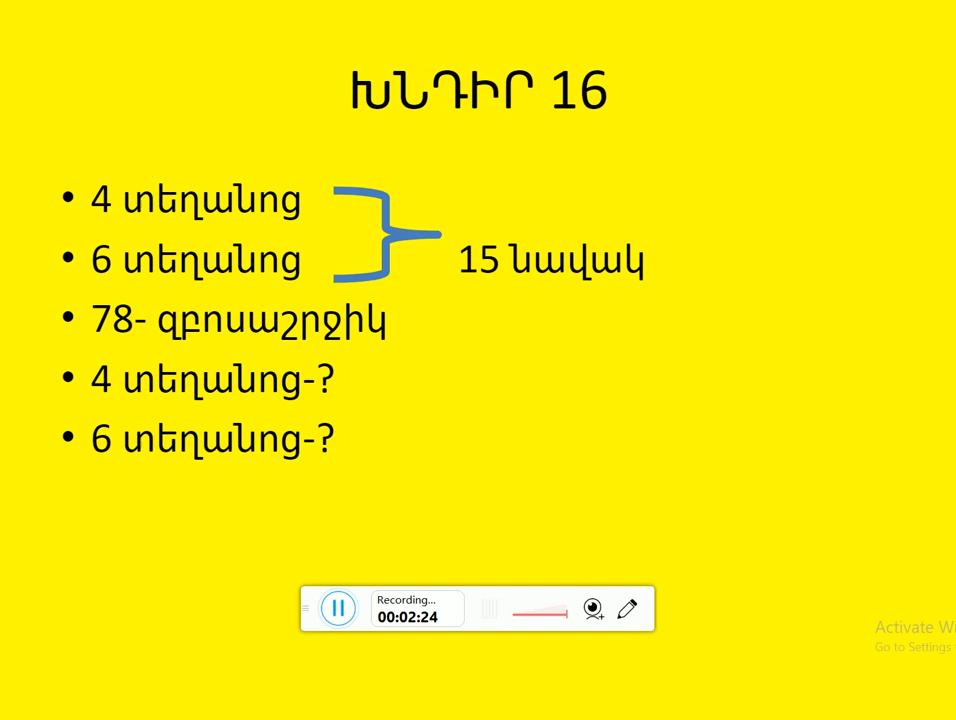 ԽՆԴԻՐ 16
• 4 տեղանոց
• 6 տեղանոց
15 նավակ
• 78- զբոսաշրջիկ
• 4 տեղանոց-?
• 6 տեղանոց-?
Recording...
00:02:24
Activate Wi
Go to Settings